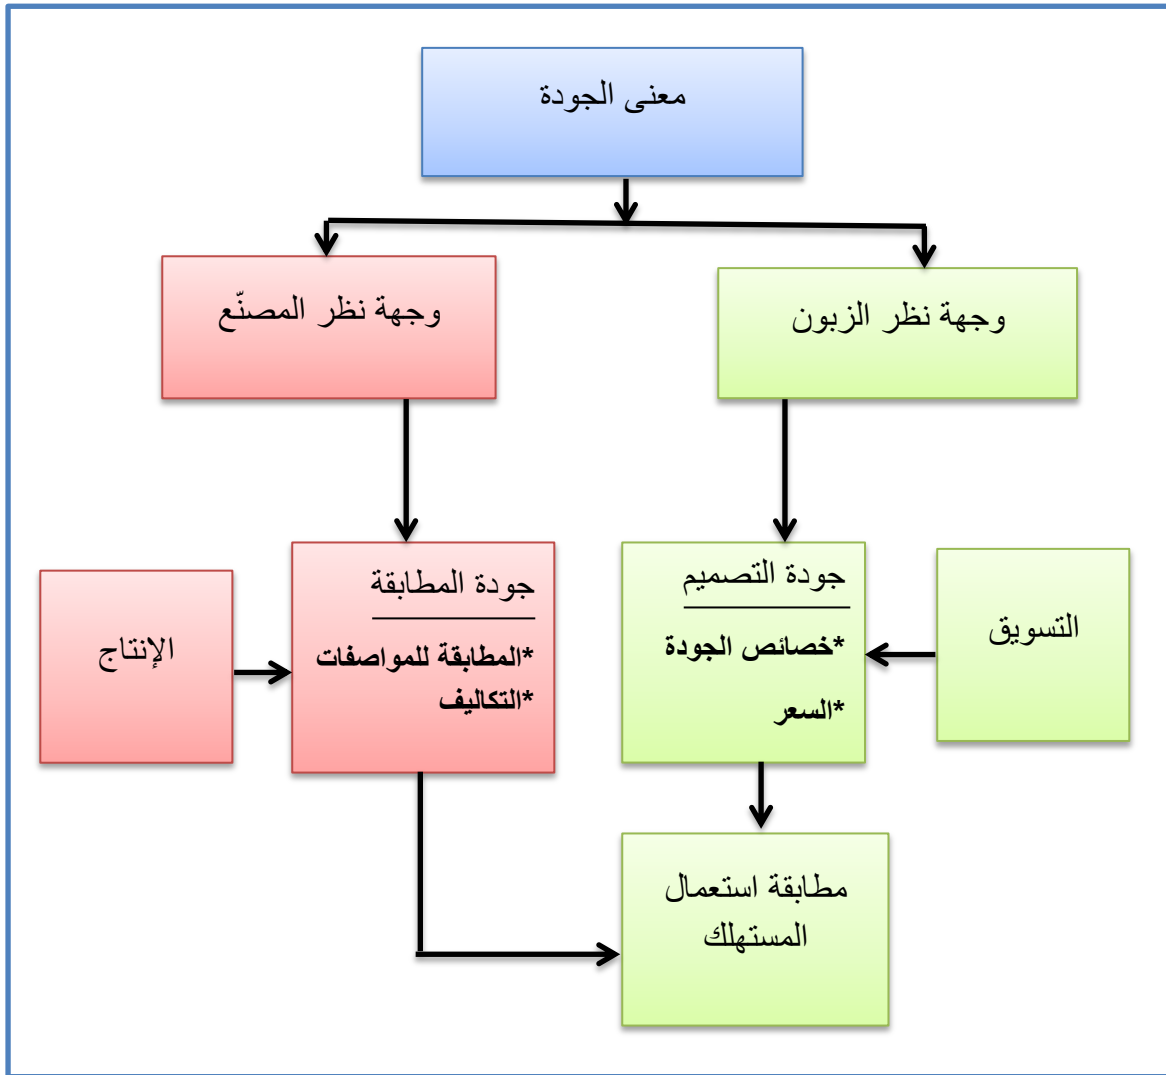 معنى الجودة
وجهة نظر الزبون
وجهة نظر المصنّع
التسويق
جودة التصميم
*خصائص الجودة
*السعر
جودة المطابقة
*المطابقة للمواصفات
*التكاليف
الإنتاج
مطابقة استعمال
المستهلك